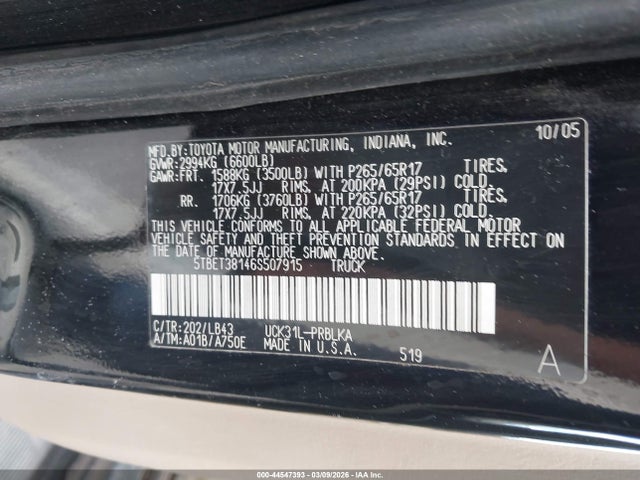 MFD.BY:TOYOTA MOTOR MANUFACTURING, INDIANA, INC. 10/05
GVWR:2994KG (6600LB)
GAWR:FRT. 1588KG (3500LB) WITH P265/65R17 TIRES,
17X7.5JJ RIMS, AT 200KPA (29PSI) COLD.
RR. 1706KG (3760LB) WITH P265/65R17 TIRES,
17X7.5JJ RIMS, AT 220KPA (32PSI) COLD.
THIS VEHICLE CONFORMS TO ALL APPLICABLE FEDERAL MOTOR
VEHICLE SAFETY AND THEFT PREVENTION STANDARDS IN EFFECT ON
THE DATE OF MANUFACTURE SHOWN ABOVE.
5TBET38146S507915 TRUCK
C/TR:202/LB43 UCK31L-PRBLKA
A/TM:A01B/A750E MADE IN U.S.A. 519 A
000-44547393 - 03/09/2026 - IAA Inc.